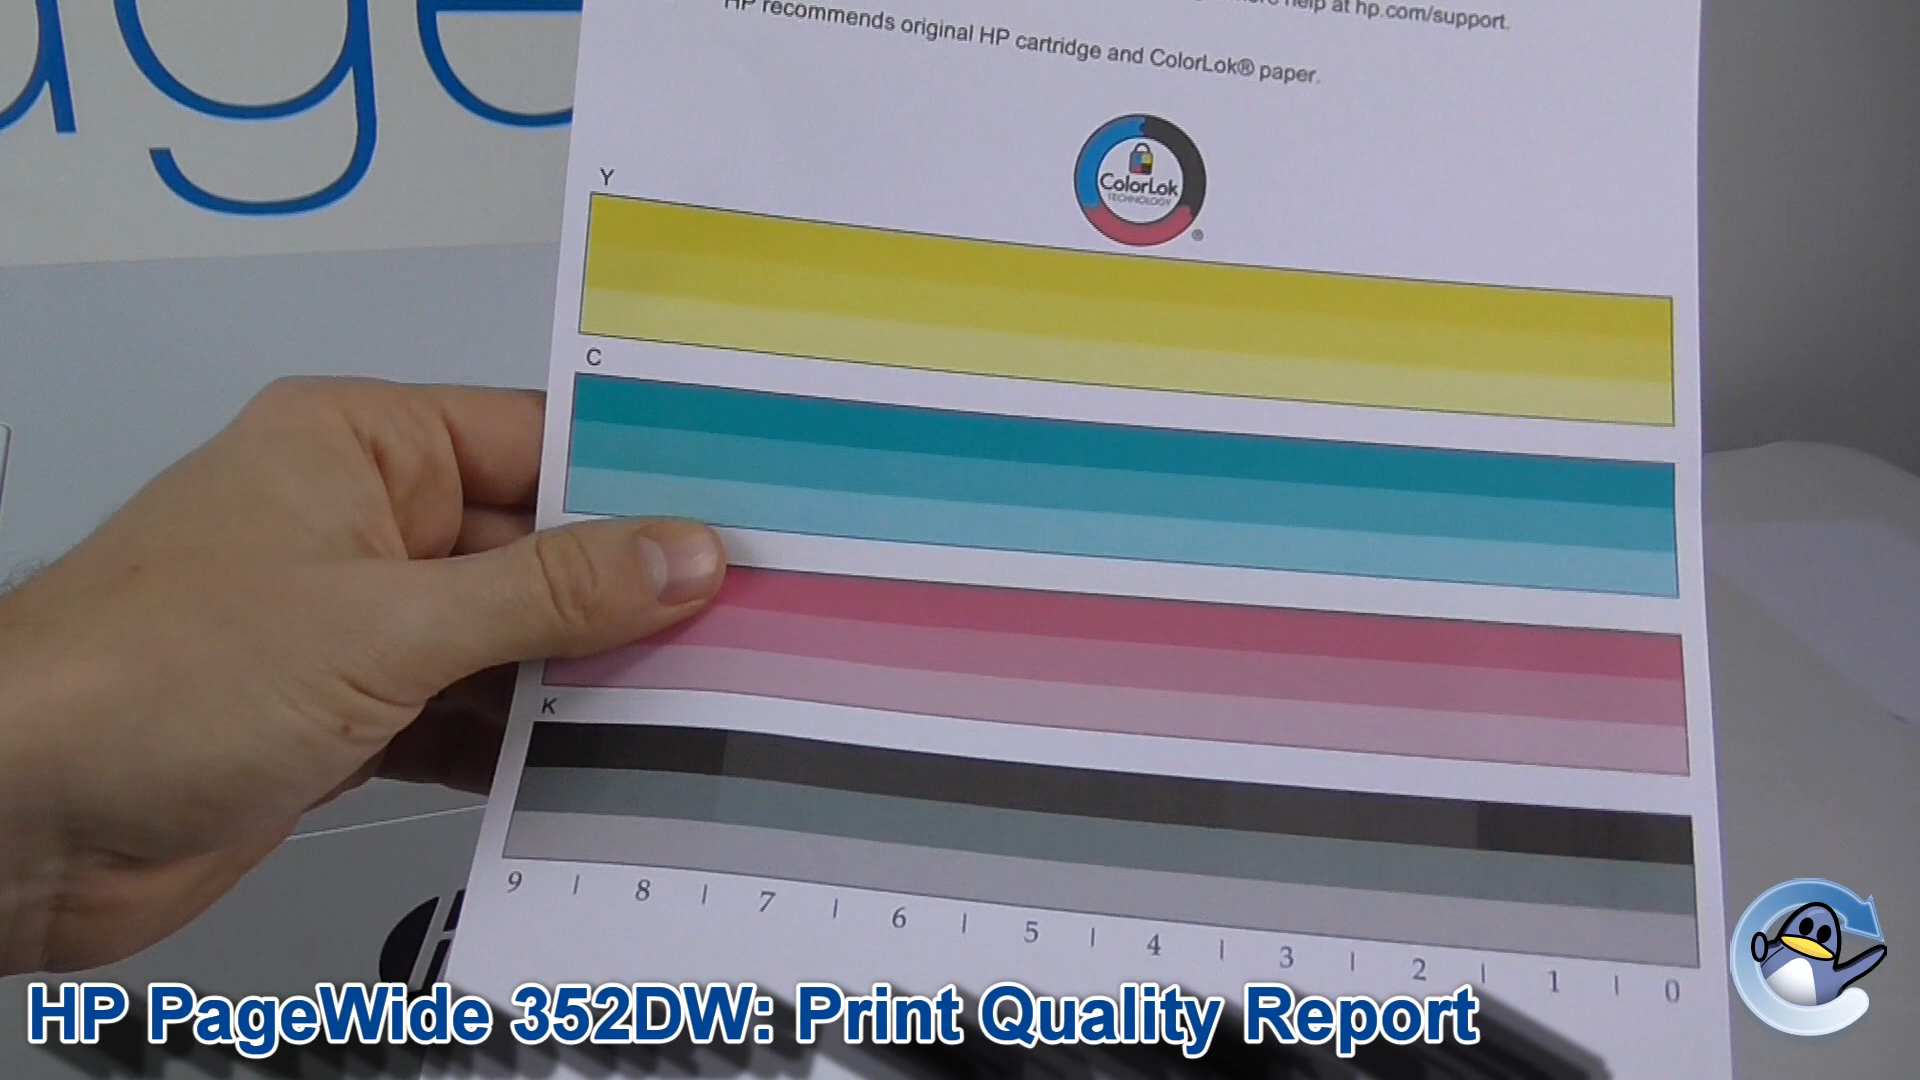 age
help at hp.com/support.
HP recommends original HP cartridge and ColorLok® paper.
ColorLok
TECHNOLOGY
®
Y
C
K
9 | 8 | 7 | 6 | 5 | 4 | 3 | 2 | 1 | 0
HP PageWide 352DW: Print Quality Report